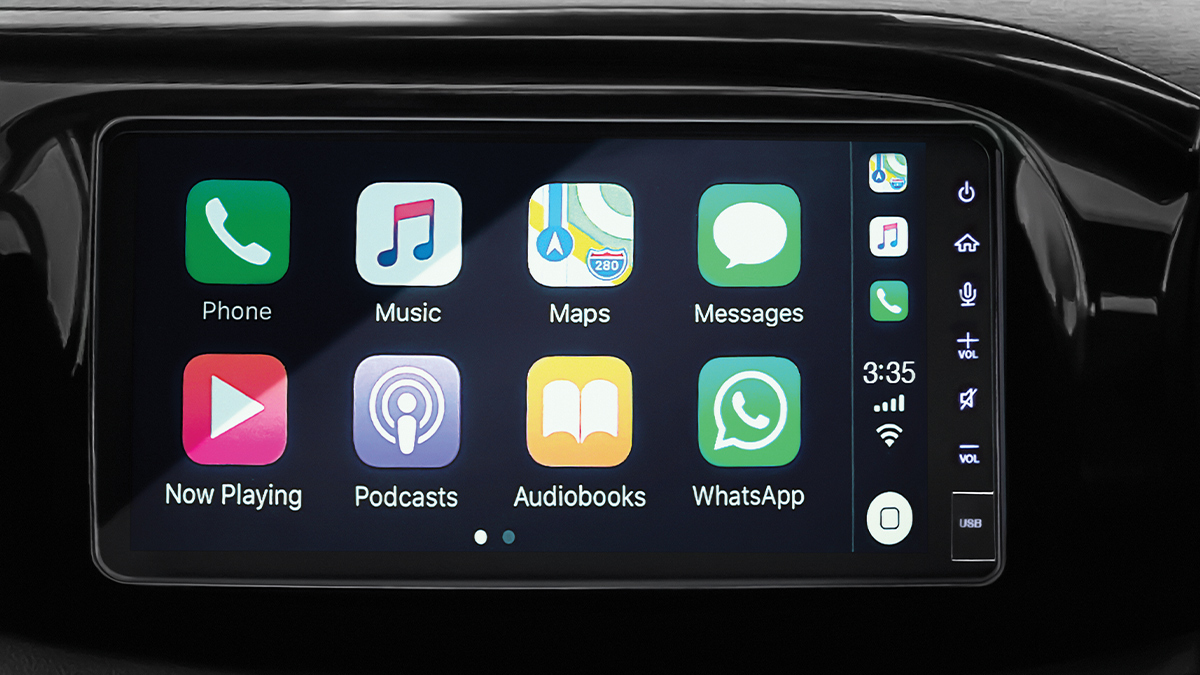 Phone
Music
280
Maps
Messages
Now Playing
Podcasts
Audiobooks
WhatsApp
3:35
VOL
VOL
USB